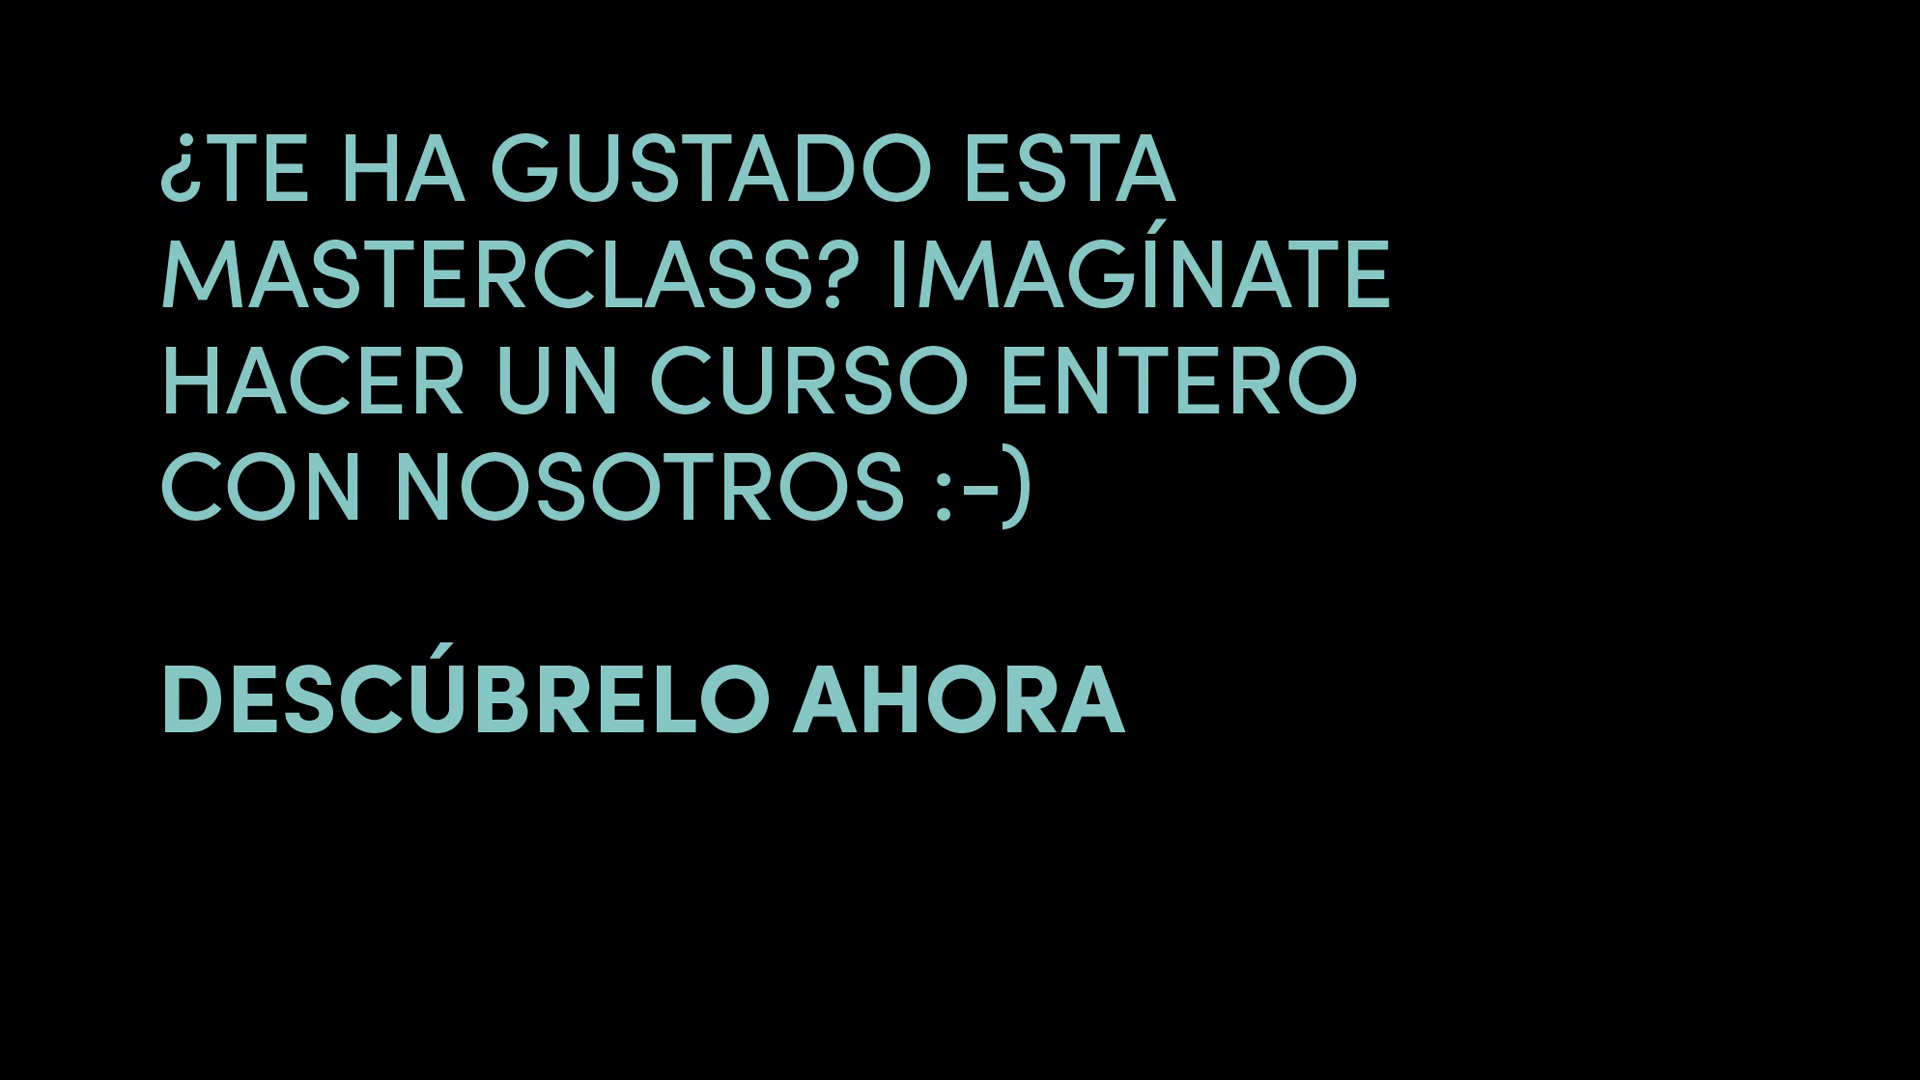 ¿TE HA GUSTADO ESTA
MASTERCLASS? IMAGÍNATE
HACER UN CURSO ENTERO
CON NOSOTROS :-)
DESCÚBRELO AHORA